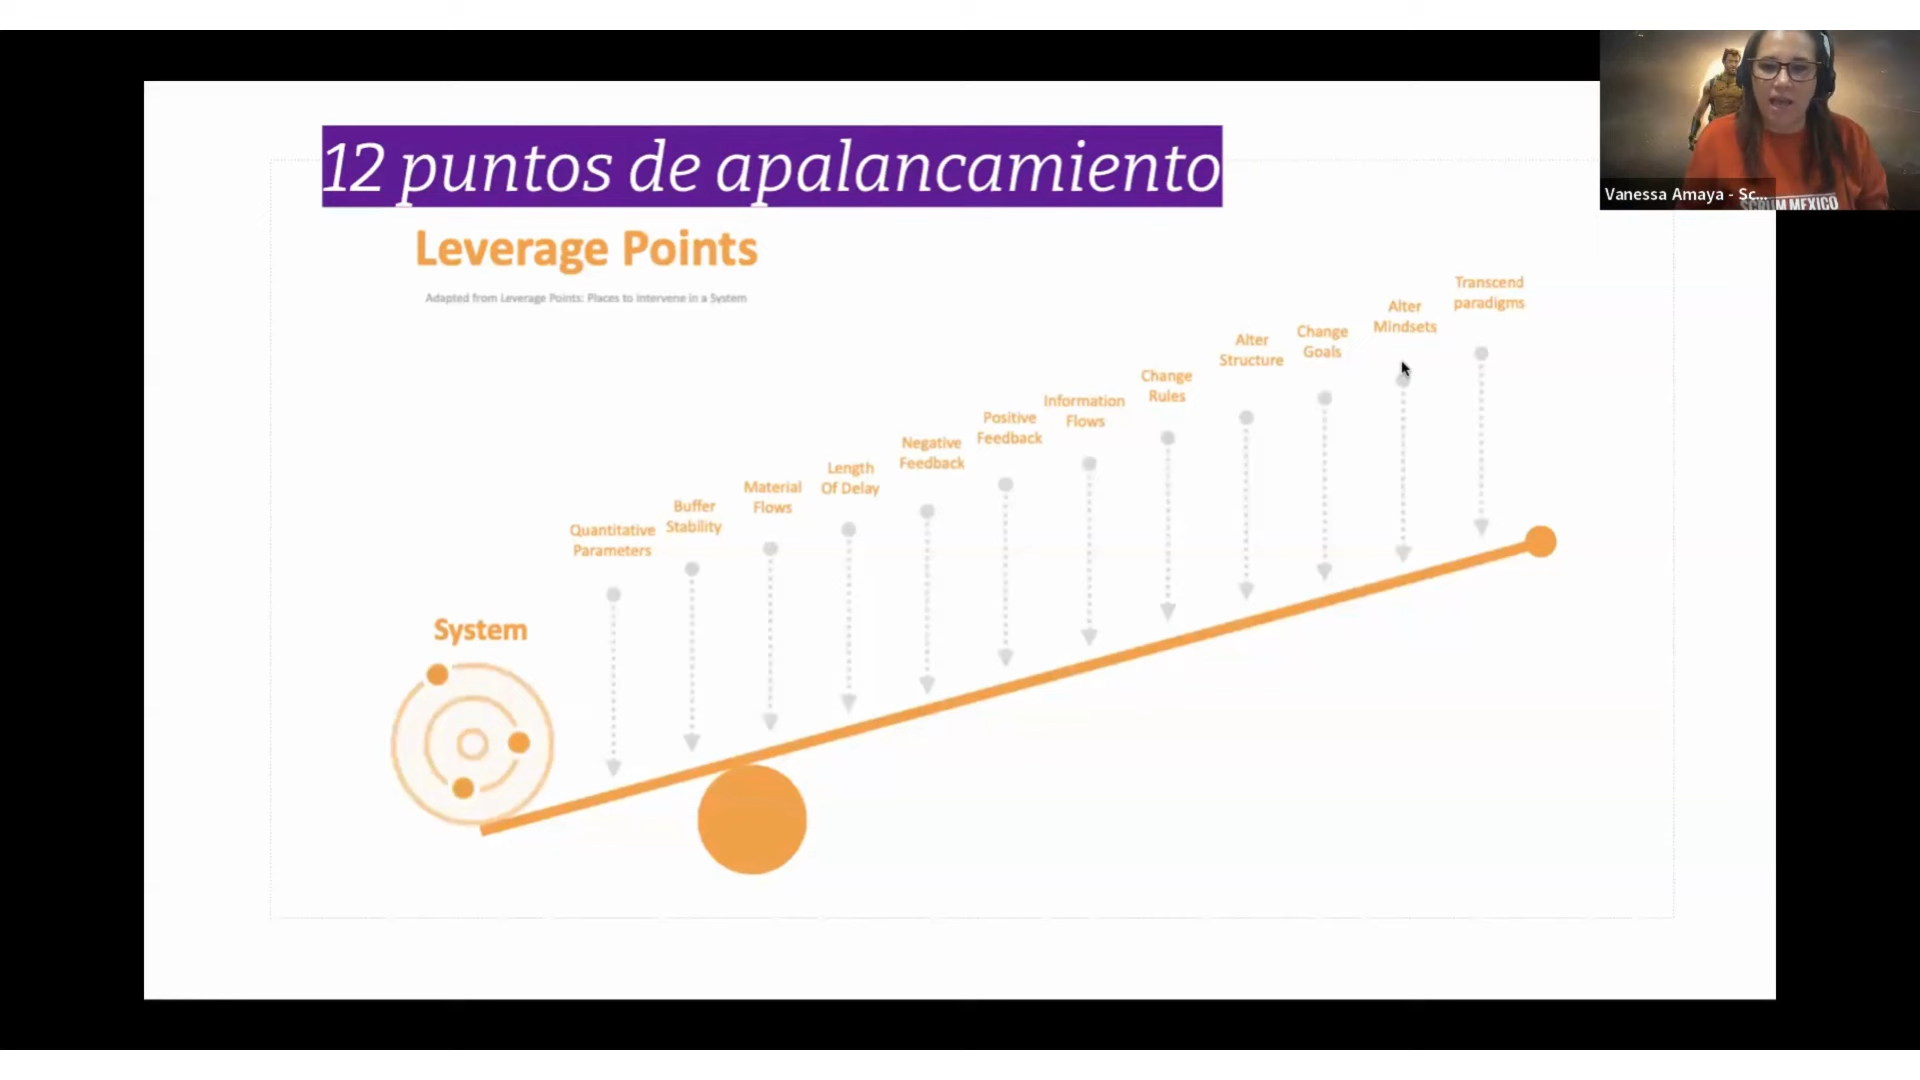 12 puntos de apalancamiento
Leverage Points
Adapted from Leverage Points: Places to Intervene in a System
Vanessa Amaya - Sc...
SCRUM MEXICO
Transcend
paradigms
Alter
Mindsets
Change
Goals
Alter
Structure
Change
Rules
Information
Flows
Positive
Feedback
Negative
Feedback
Length
Of Delay
Material
Flows
Buffer
Stability
Quantitative
Parameters
System